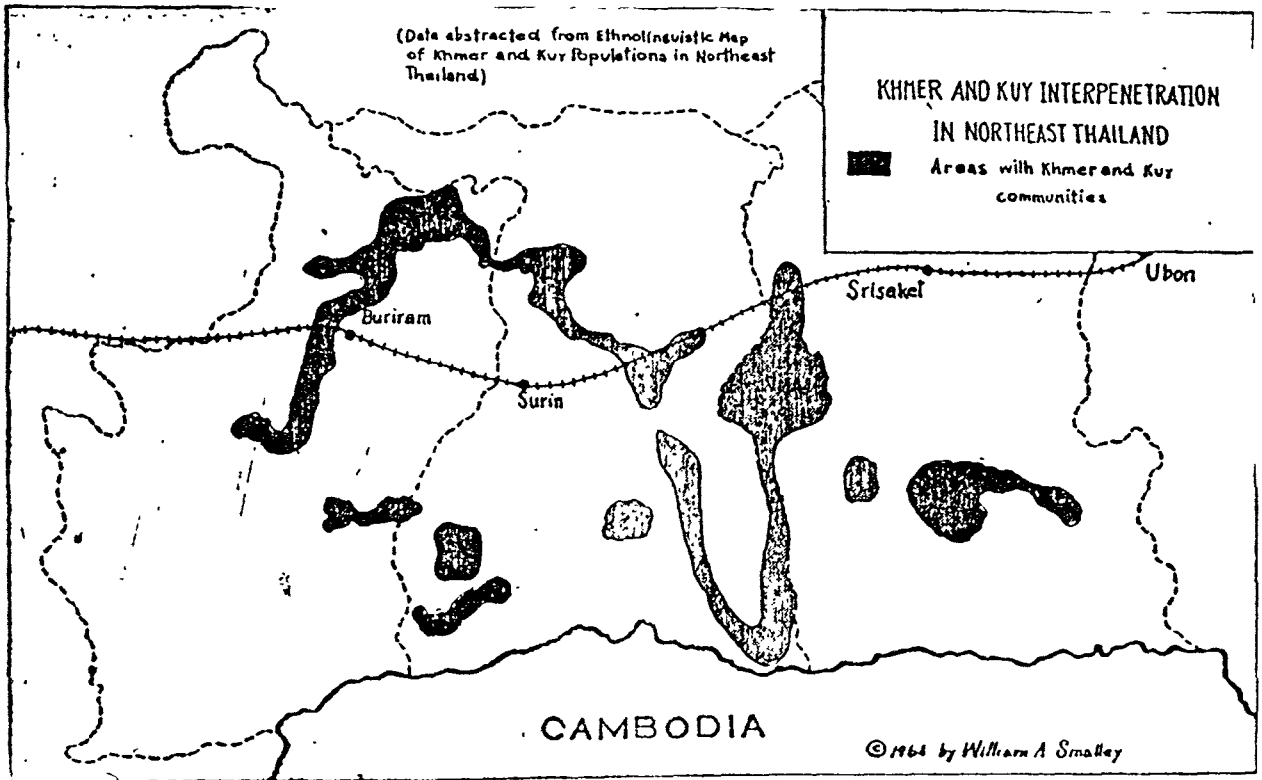 (Data abstracted from Ethnolinguistic Map
of Khmer and Kuy Populations in Northeast
Thailand)
KHMER AND KUY INTERPENETRATION
IN NORTHEAST THAILAND
Areas with Khmer and Kuy
communities
Ubon
Srisaket
Buriram
Surin
CAMBODIA
© by William A Smalley